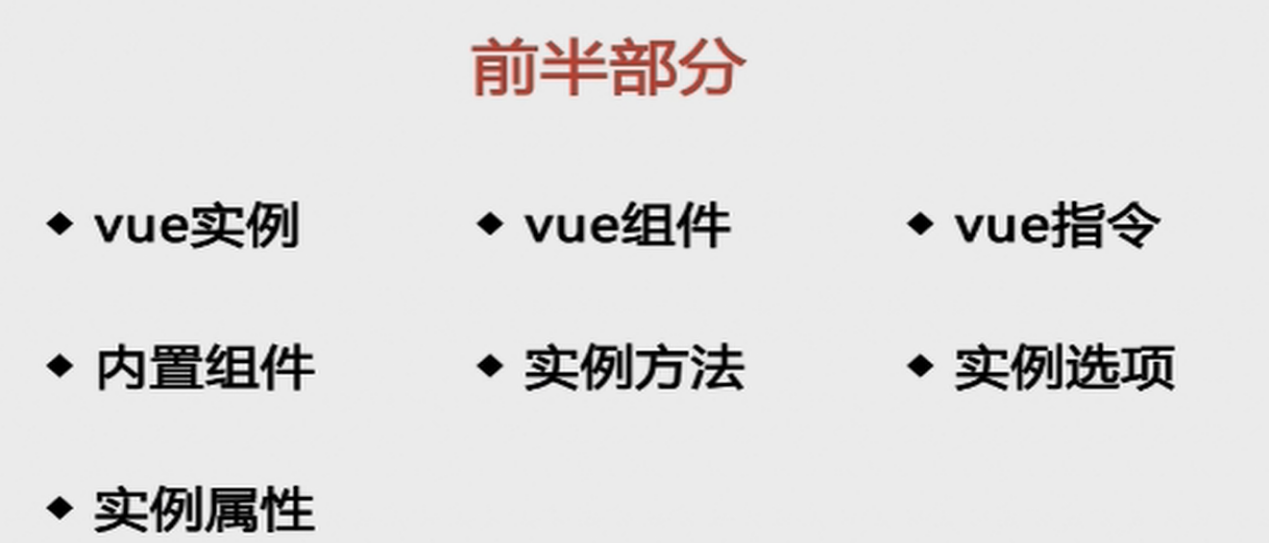 前半部分
◆ vue实例 ◆ vue组件 ◆ vue指令
◆ 内置组件 ◆ 实例方法 ◆ 实例选项
◆ 实例属性